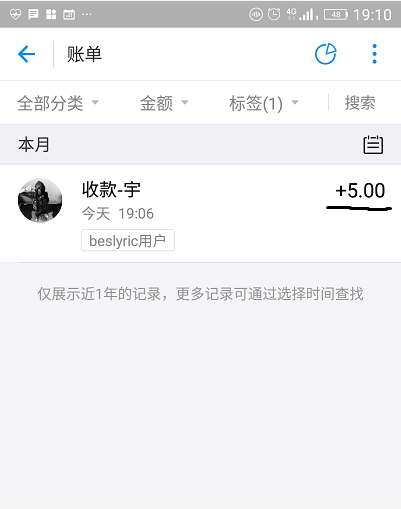 4G 48 19:10
账单
全部分类 金额 标签(1) 搜索
本月
收款-宇 +5.00
今天 19:06
beslyric用户
仅展示近1年的记录，更多记录可通过选择时间查找